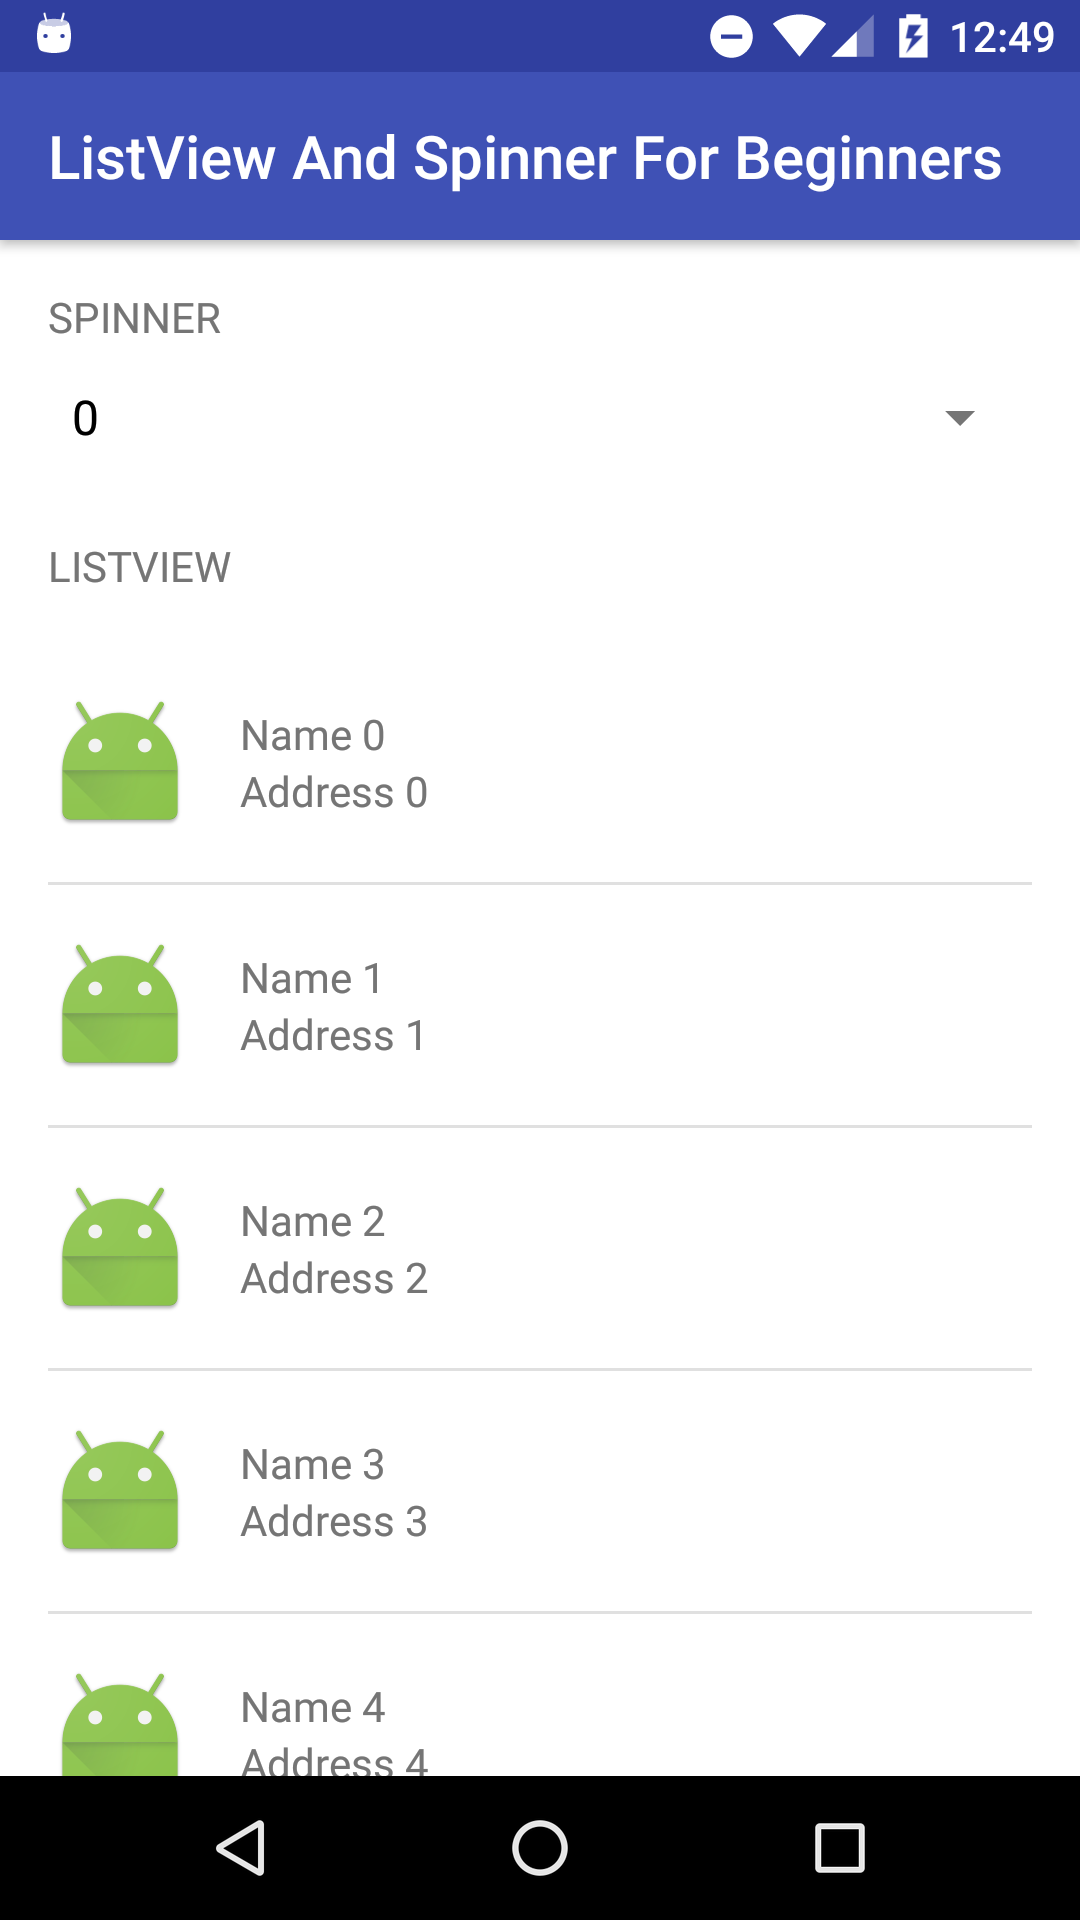 12:49
ListView And Spinner For Beginners
SPINNER
0
LISTVIEW
Name 0
Address 0
Name 1
Address 1
Name 2
Address 2
Name 3
Address 3
Name 4
Address 4